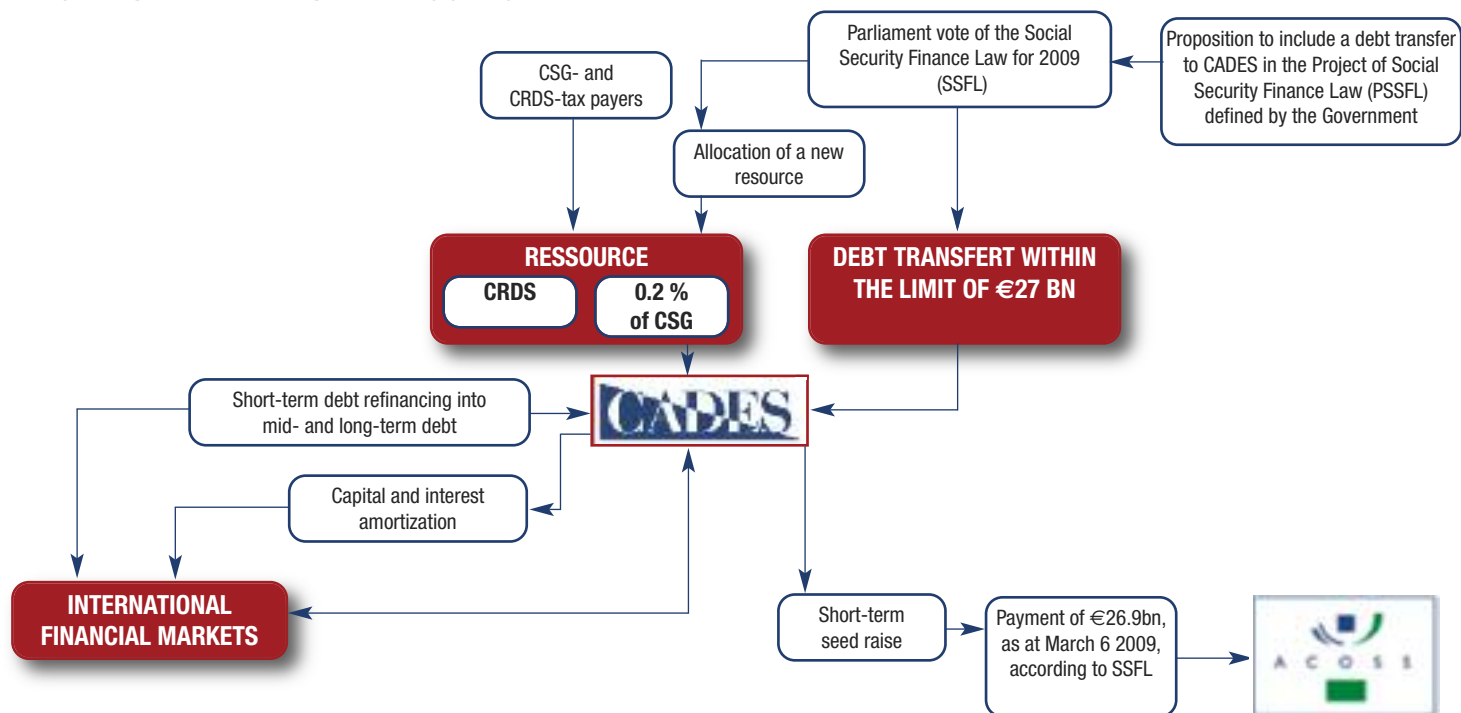 Parliament vote of the Social
Security Finance Law for 2009
(SSFL)
Proposition to include a debt transfer
to CADES in the Project of Social
Security Finance Law (PSSFL)
defined by the Government
CSG- and
CRDS-tax payers
Allocation of a new
resource
RESSOURCE
CRDS
0.2 %
of CSG
DEBT TRANSFERT WITHIN
THE LIMIT OF €27 BN
CADES
Short-term debt refinancing into
mid- and long-term debt
Capital and interest
amortization
INTERNATIONAL
FINANCIAL MARKETS
Short-term
seed raise
Payment of €26.9bn,
as at March 6 2009,
according to SSFL
ACOSS